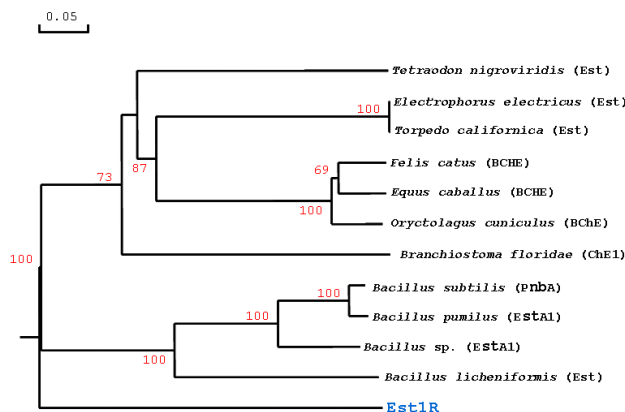 0.05
Tetraodon nigroviridis (Est)
100
Electrophorus electricus (Est)
Torpedo californica (Est)
87
69
Felis catus (BCHE)
73
Equus caballus (BCHE)
100
Oryctolagus cuniculus (BChE)
Branchiostoma floridae (ChE1)
100
100
Bacillus subtilis (PnbA)
100
Bacillus pumilus (EstA1)
Bacillus sp. (EstA1)
100
Bacillus licheniformis (Est)
Est1R